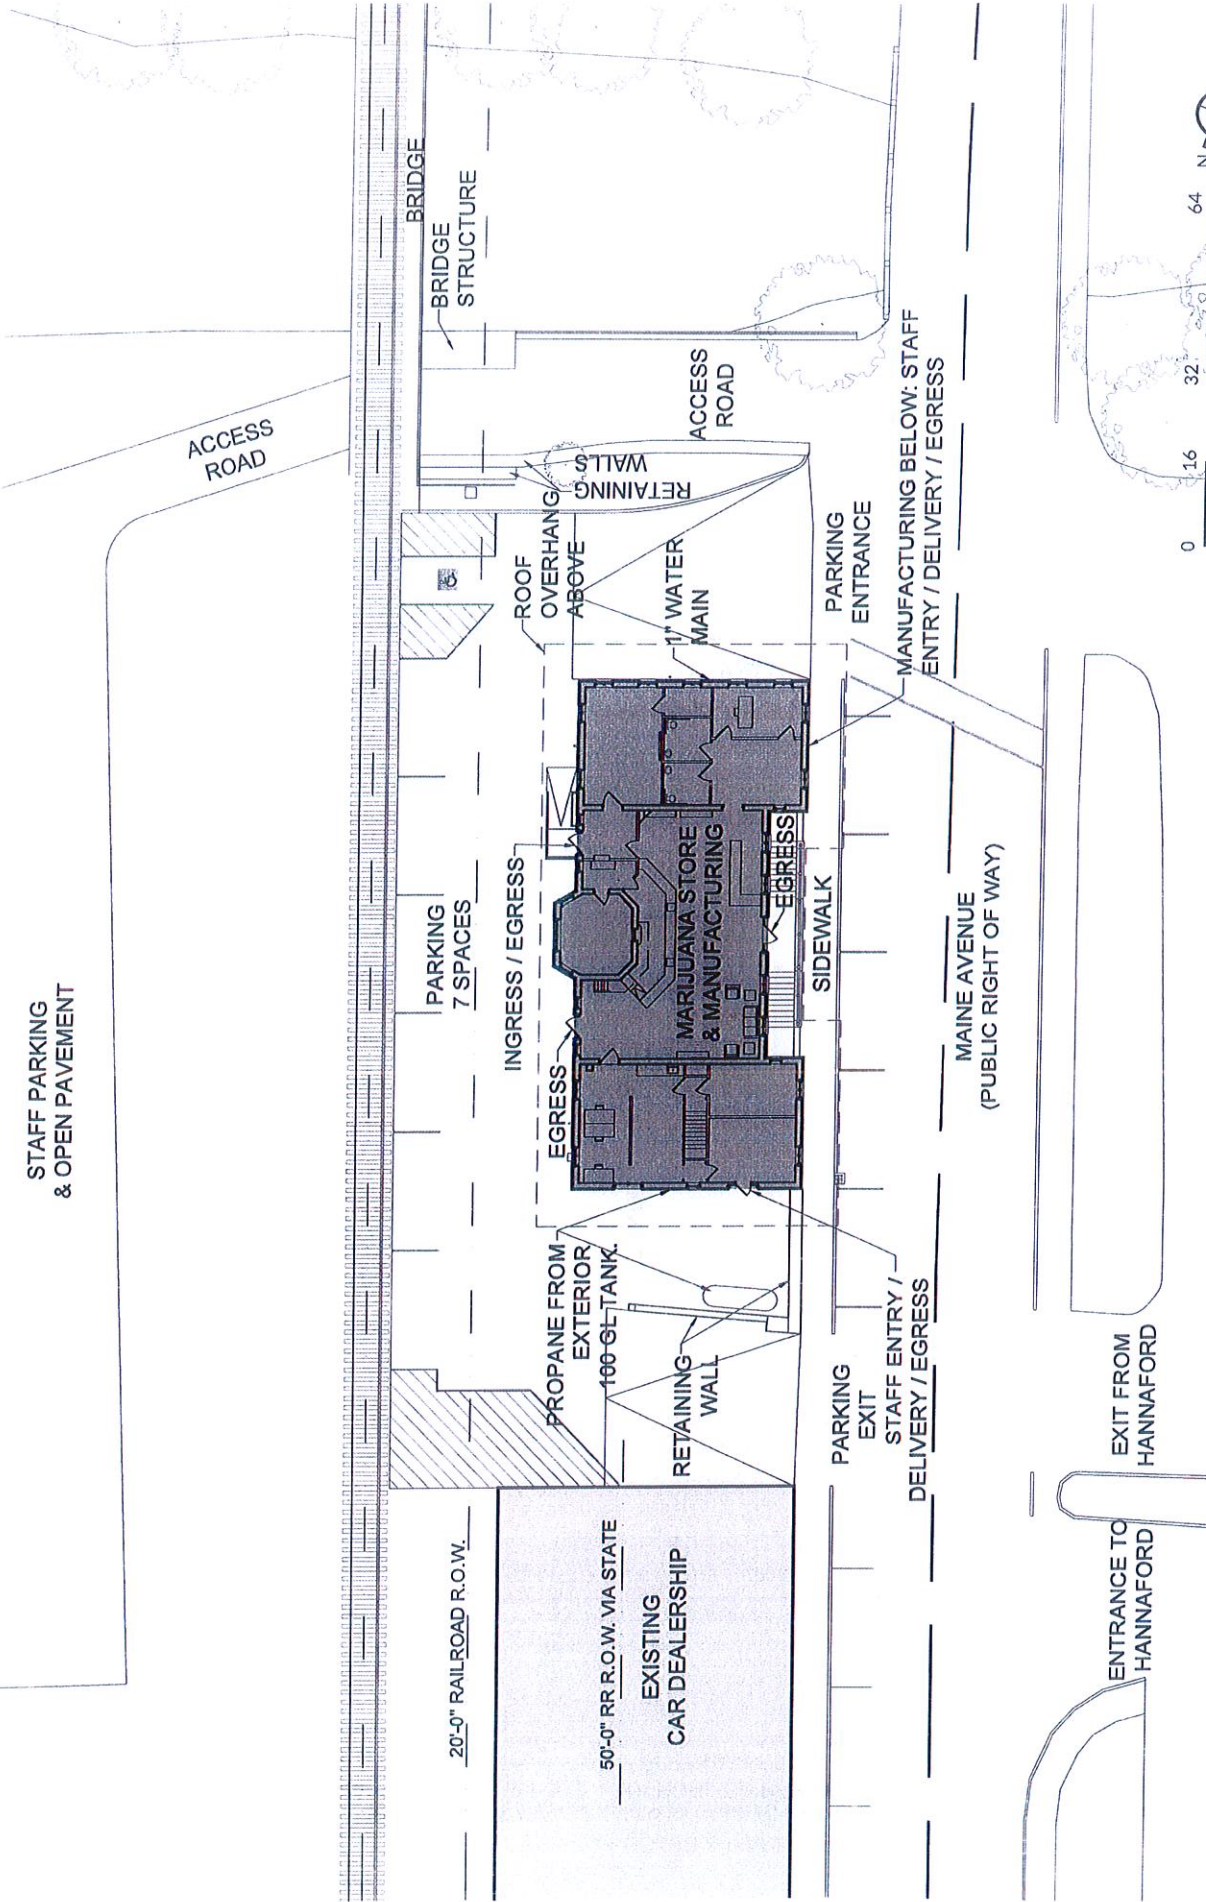 STAFF PARKING
& OPEN PAVEMENT
ACCESS
ROAD
BRIDGE
BRIDGE
STRUCTURE
20'-0" RAILROAD R.O.W.
PARKING
7 SPACES
INGRESS / EGRESS
EGRESS
ROOF
OVERHANG
ABOVE
RETAINING
WALLS
ACCESS
ROAD
50'-0" RR R.O.W. VIA STATE
EXISTING
CAR DEALERSHIP
PROPANE FROM
EXTERIOR
100 GL TANK.
RETAINING
WALL
MARIJUANA STORE
& MANUFACTURING
1" WATER
MAIN
EGRESS
SIDEWALK
PARKING
EXIT
STAFF ENTRY /
DELIVERY / EGRESS
PARKING
ENTRANCE
MANUFACTURING BELOW: STAFF
ENTRY / DELIVERY / EGRESS
MAINE AVENUE
(PUBLIC RIGHT OF WAY)
ENTRANCE TO
HANNAFORD
EXIT FROM
HANNAFORD
0 16 32 64
N